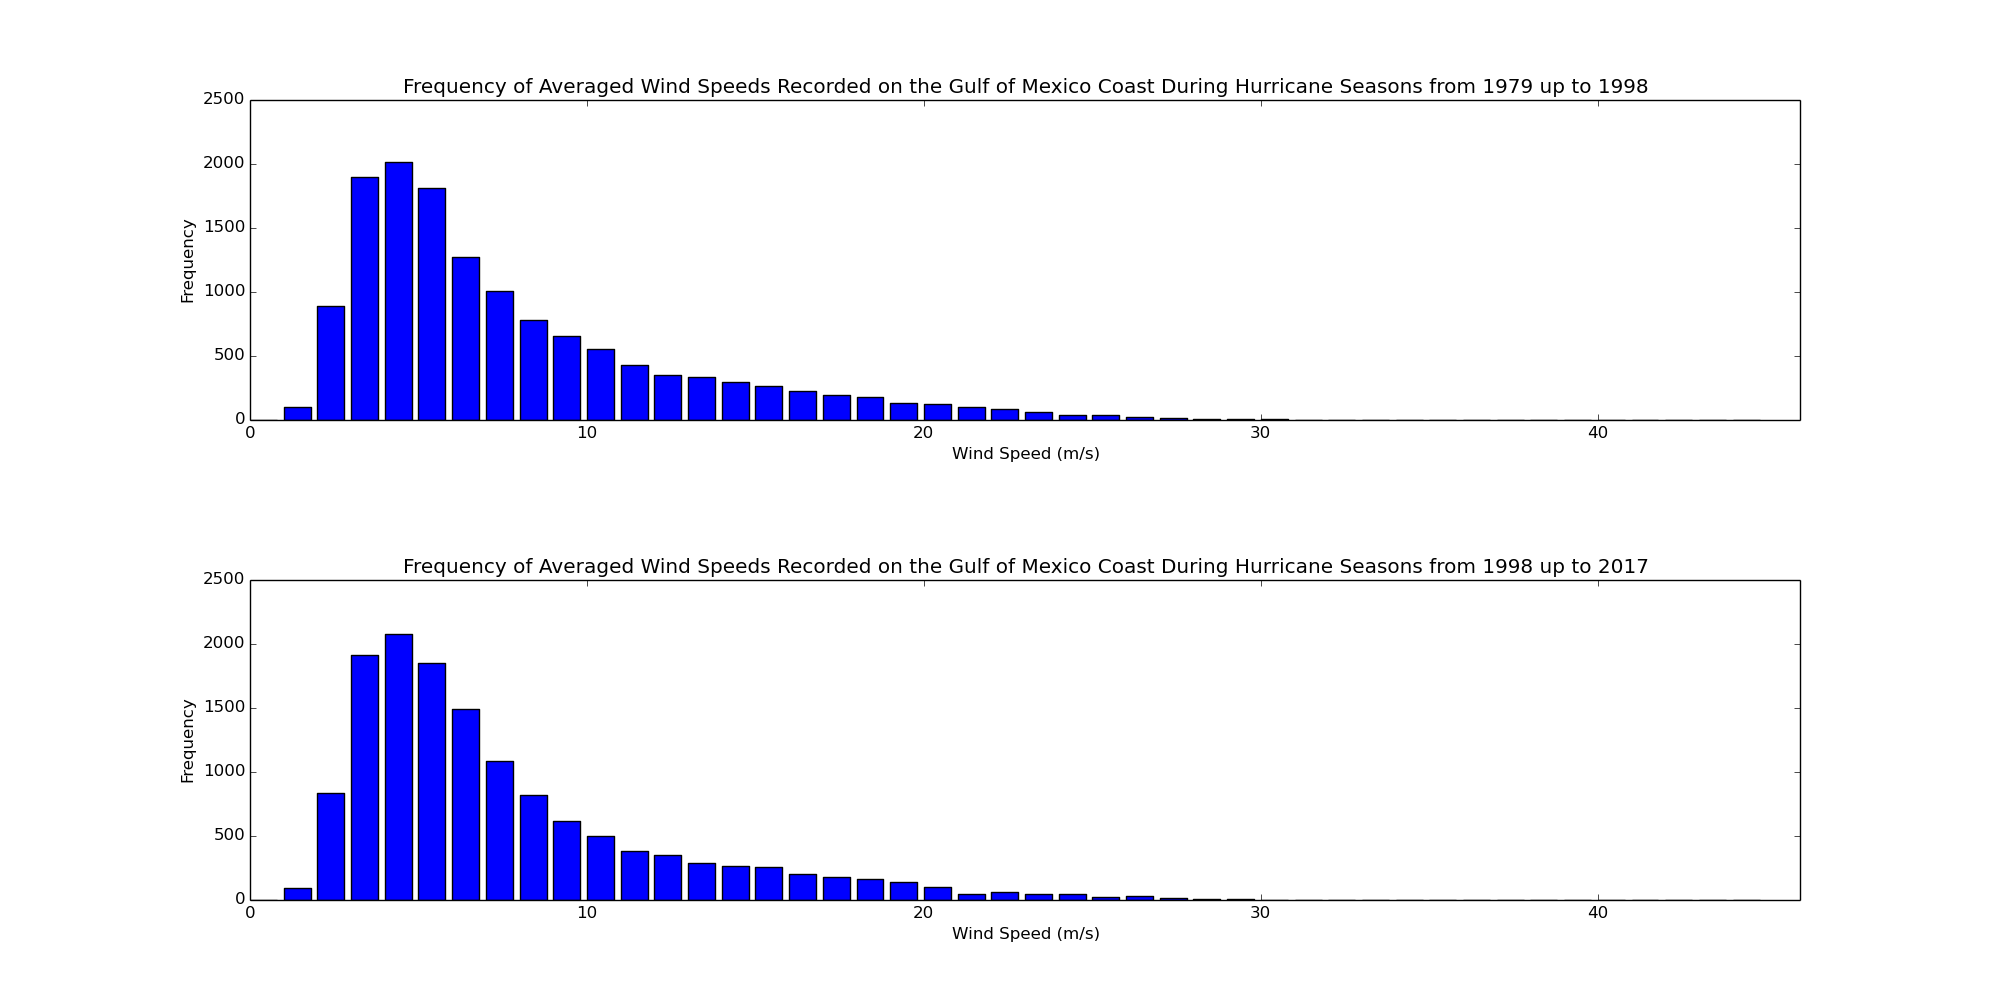 Frequency of Averaged Wind Speeds Recorded on the Gulf of Mexico Coast During Hurricane Seasons from 1979 up to 1998
2500
2000
1500
1000
500
0
Frequency
0 10 20 30 40
Wind Speed (m/s)
Frequency of Averaged Wind Speeds Recorded on the Gulf of Mexico Coast During Hurricane Seasons from 1998 up to 2017
2500
2000
1500
1000
500
0
Frequency
0 10 20 30 40
Wind Speed (m/s)